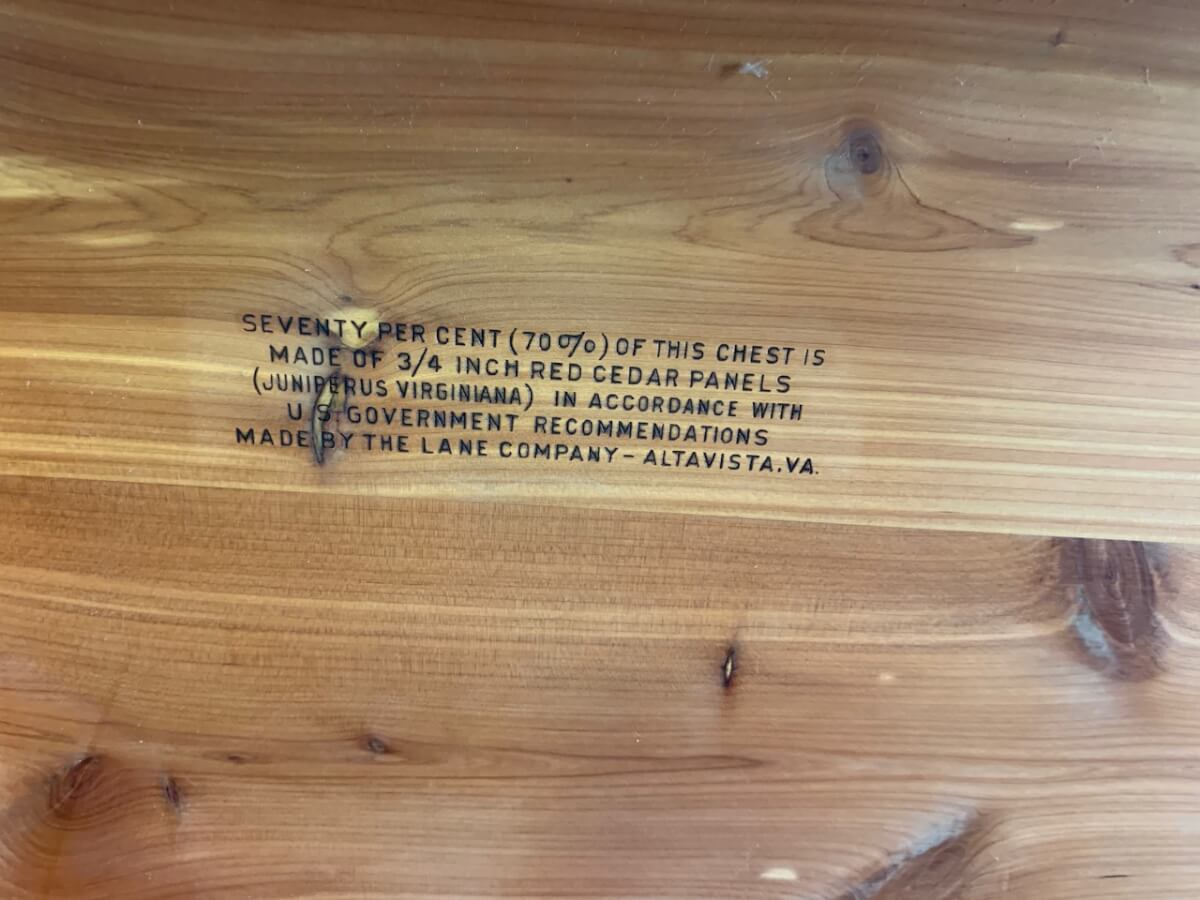 SEVENTY PER CENT (70%) OF THIS CHEST IS
MADE OF 3/4 INCH RED CEDAR PANELS
(JUNIPERUS VIRGINIANA) IN ACCORDANCE WITH
U S GOVERNMENT RECOMMENDATIONS
MADE BY THE LANE COMPANY - ALTAVISTA. VA.